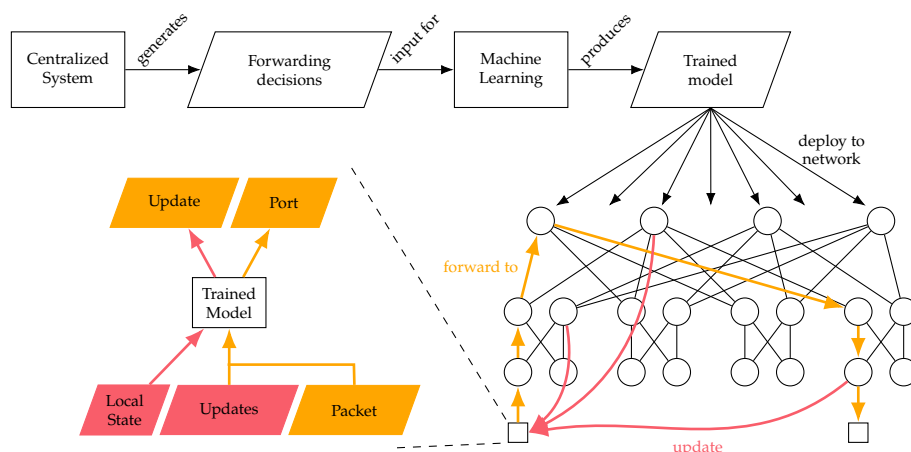 Centralized
System
generates
Forwarding
decisions
input for
Machine
Learning
produces
Trained
model
deploy to
network
Update
Port
forward to
Trained
Model
Local
State
Updates
Packet
update